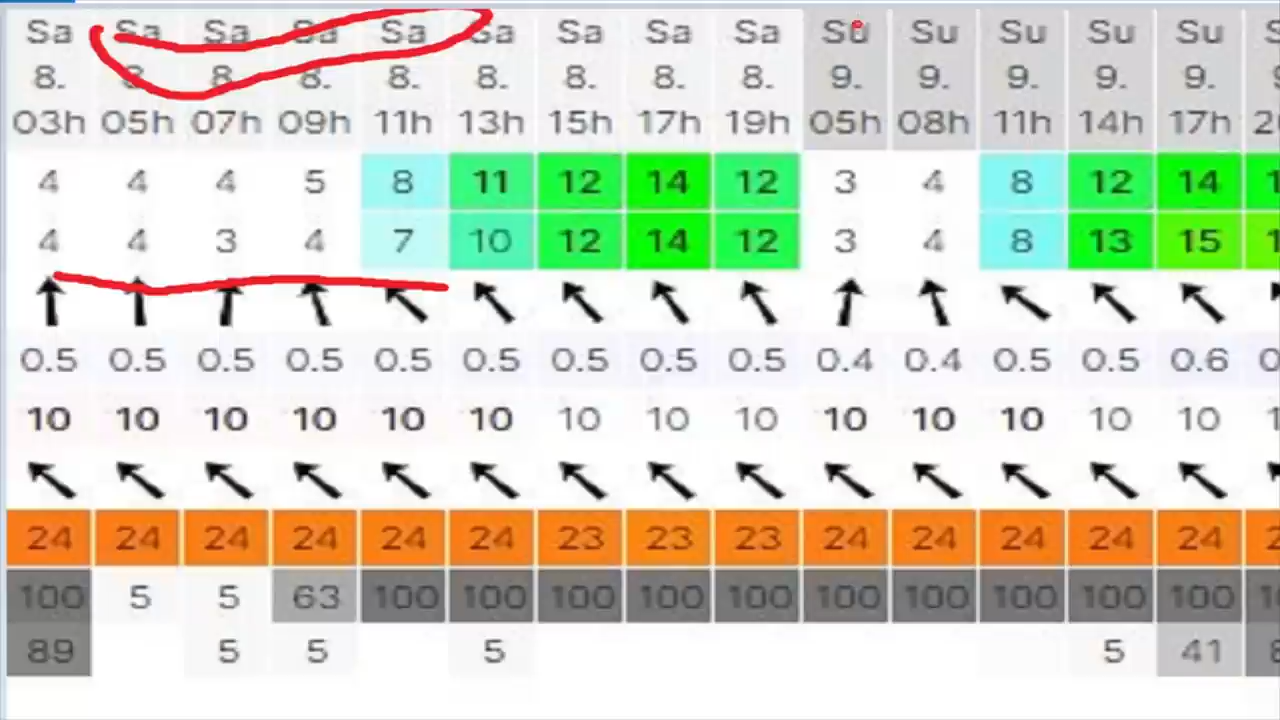 Sa Sa Sa Sa Sa Sa Sa Sa Sa Su Su Su Su Su
8. 8. 8. 8. 8. 8. 8. 8. 8. 9. 9. 9. 9. 9.
03h 05h 07h 09h 11h 13h 15h 17h 19h 05h 08h 11h 14h 17h
4 4 4 5 8 11 12 14 12 3 4 8 12 14
4 4 3 4 7 10 12 14 12 3 4 8 13 15
0.5 0.5 0.5 0.5 0.5 0.5 0.5 0.5 0.5 0.4 0.4 0.5 0.5 0.6
10 10 10 10 10 10 10 10 10 10 10 10 10 10
24 24 24 24 24 24 23 23 23 24 24 24 24 24
100 5 5 63 100 100 100 100 100 100 100 100 100 100
89 5 5 5 5 41